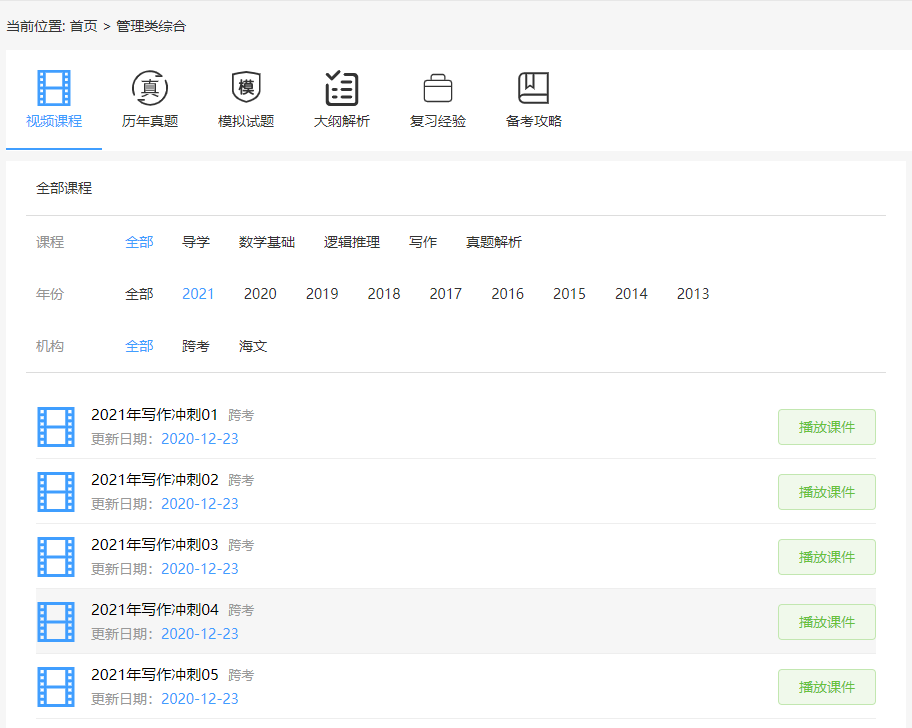 当前位置: 首页 > 管理类综合
真 模
视频课程 历年真题 模拟试题 大纲解析 复习经验 备考攻略
全部课程
课程 全部 导学 数学基础 逻辑推理 写作 真题解析
年份 全部 2021 2020 2019 2018 2017 2016 2015 2014 2013
机构 全部 跨考 海文
2021年写作冲刺01 跨考
更新日期: 2020-12-23
播放课件
2021年写作冲刺02 跨考
更新日期: 2020-12-23
播放课件
2021年写作冲刺03 跨考
更新日期: 2020-12-23
播放课件
2021年写作冲刺04 跨考
更新日期: 2020-12-23
播放课件
2021年写作冲刺05 跨考
更新日期: 2020-12-23
播放课件